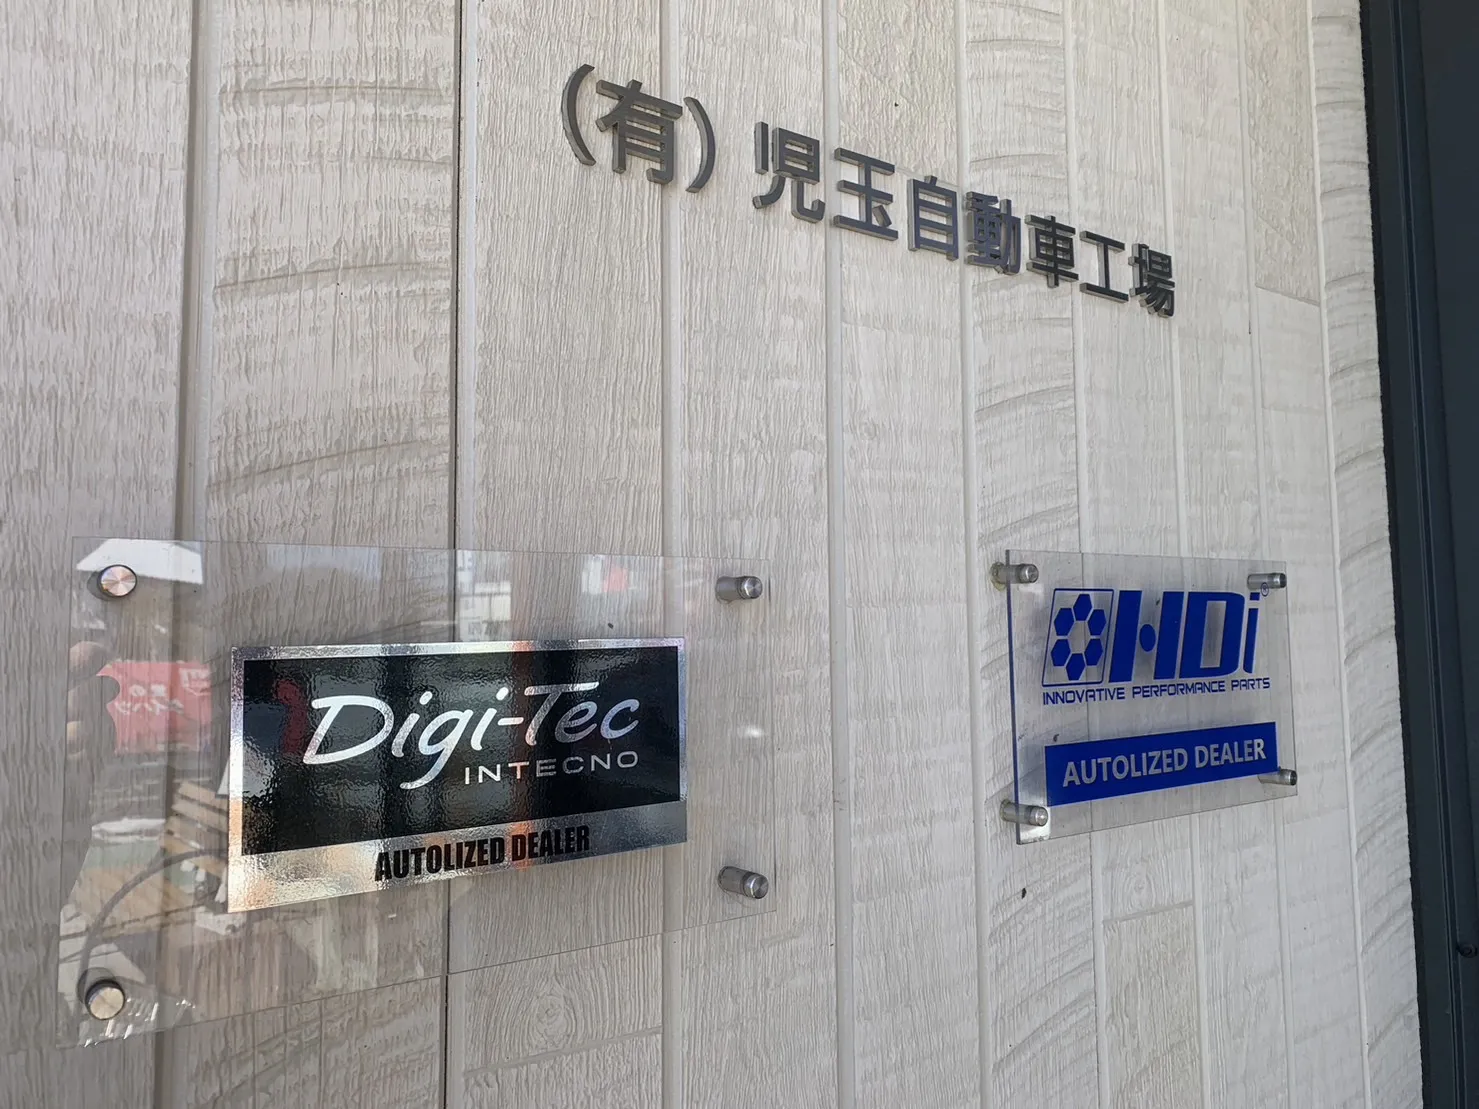 (有)児玉自動車工場
Digi-Tec
INTECNO
AUTOLIZED DEALER
HDi®
INNOVATIVE PERFORMANCE PARTS
AUTOLIZED DEALER